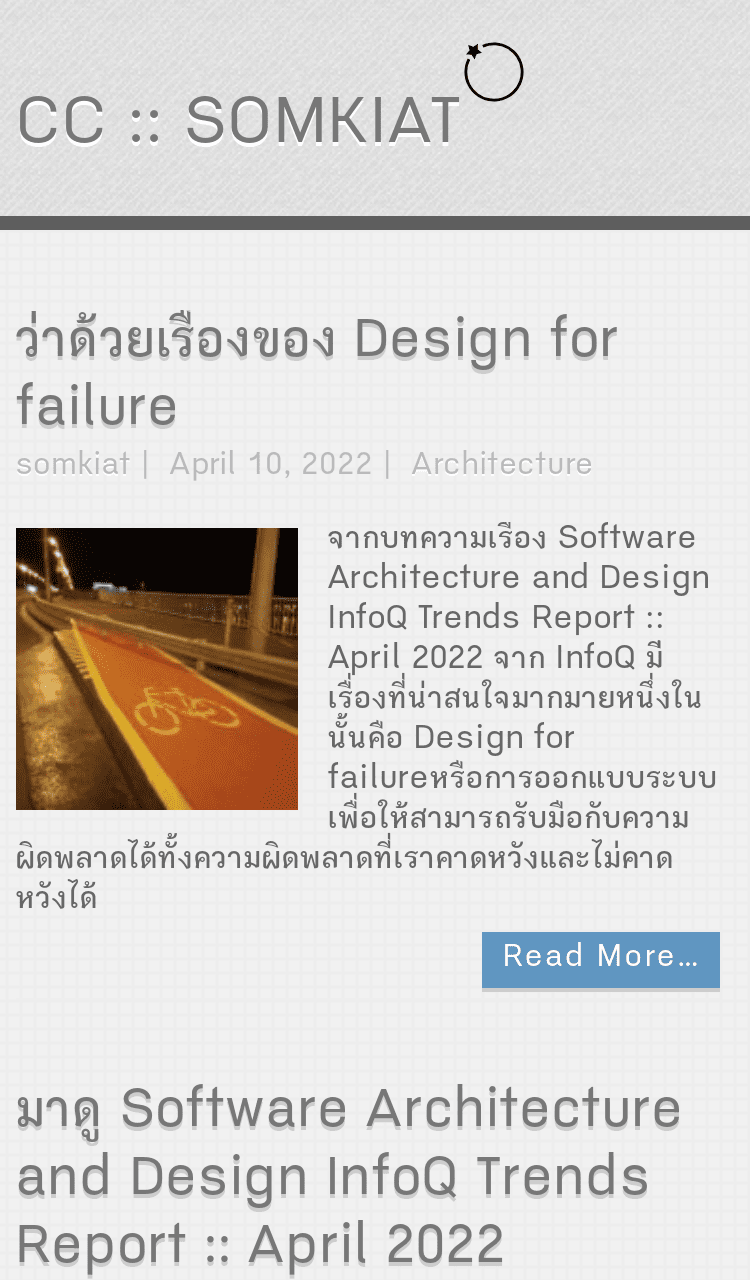 CC :: SOMKIAT
ว่าด้วยเรื่องของ Design for
failure
somkiat | April 10, 2022 | Architecture
จากบทความเรื่อง Software
Architecture and Design
InfoQ Trends Report ::
April 2022 จาก InfoQ มี
เรื่องที่น่าสนใจมากมายหนึ่งใน
นั้นคือ Design for
failureหรือการออกแบบระบบ
เพื่อให้สามารถรับมือกับความ
ผิดพลาดได้ทั้งความผิดพลาดที่เราคาดหวังและไม่คาด
หวังได้
Read More…
มาดู Software Architecture
and Design InfoQ Trends
Report :: April 2022